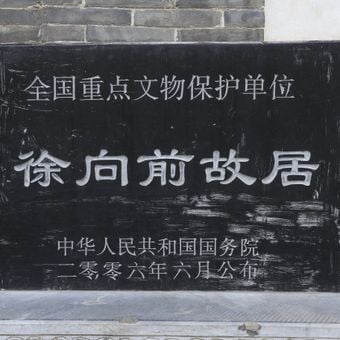 全国重点文物保护单位
徐向前故居
中华人民共和国国务院
二零零六年六月公布